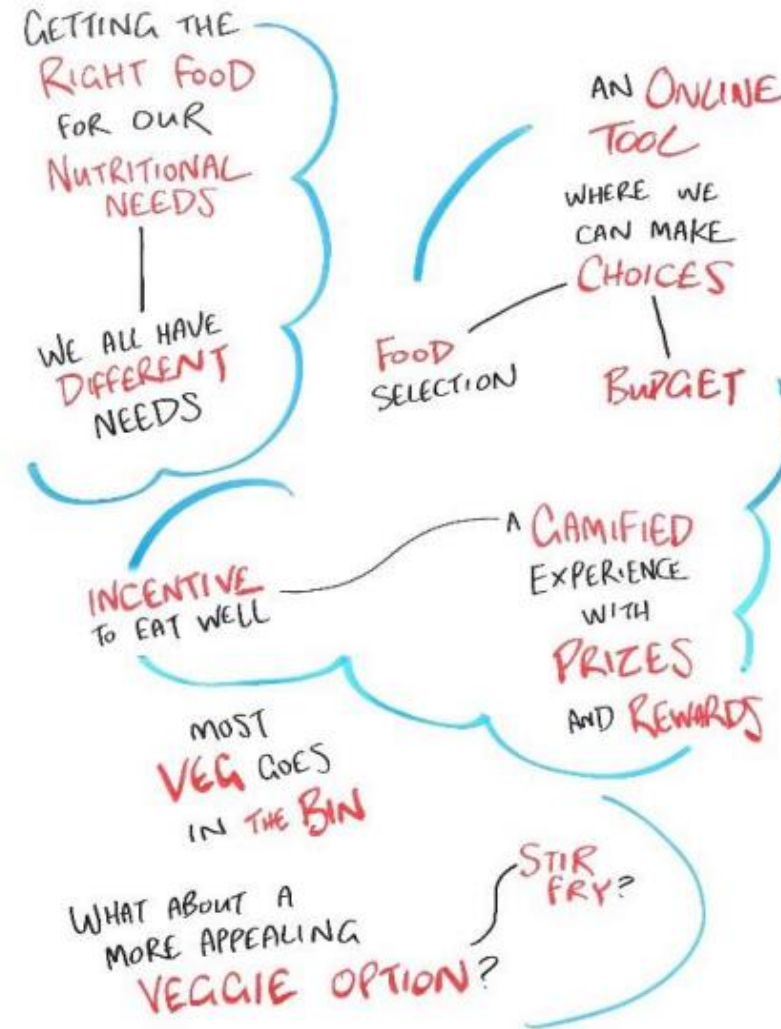 GETTING THE
RIGHT FOOD
FOR OUR
NUTRITIONAL
NEEDS
WE ALL HAVE
DIFFERENT
NEEDS
AN ONLINE
TOOL
WHERE WE
CAN MAKE
CHOICES
FOOD
SELECTION
BUDGET
INCENTIVE
TO EAT WELL
A GAMIFIED
EXPERIENCE
WITH
PRIZES
AND REWARDS
MOST
VEG GOES
IN THE BIN
WHAT ABOUT A
MORE APPEALING
VEGGIE OPTION?
STIR
FRY?